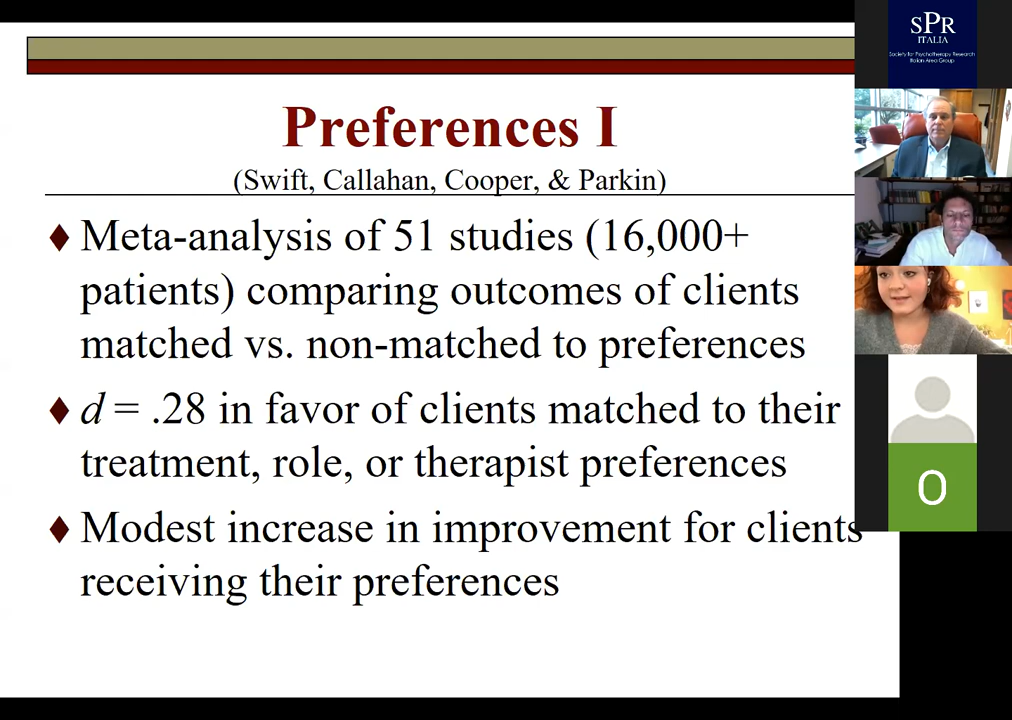 Preferences I
(Swift, Callahan, Cooper, & Parkin)
♦ Meta-analysis of 51 studies (16,000+
patients) comparing outcomes of clients
matched vs. non-matched to preferences
♦ d = .28 in favor of clients matched to their
treatment, role, or therapist preferences
♦ Modest increase in improvement for clients
receiving their preferences
SPR
ITALIA
Society for Psychotherapy Research
Italian Area Group
O